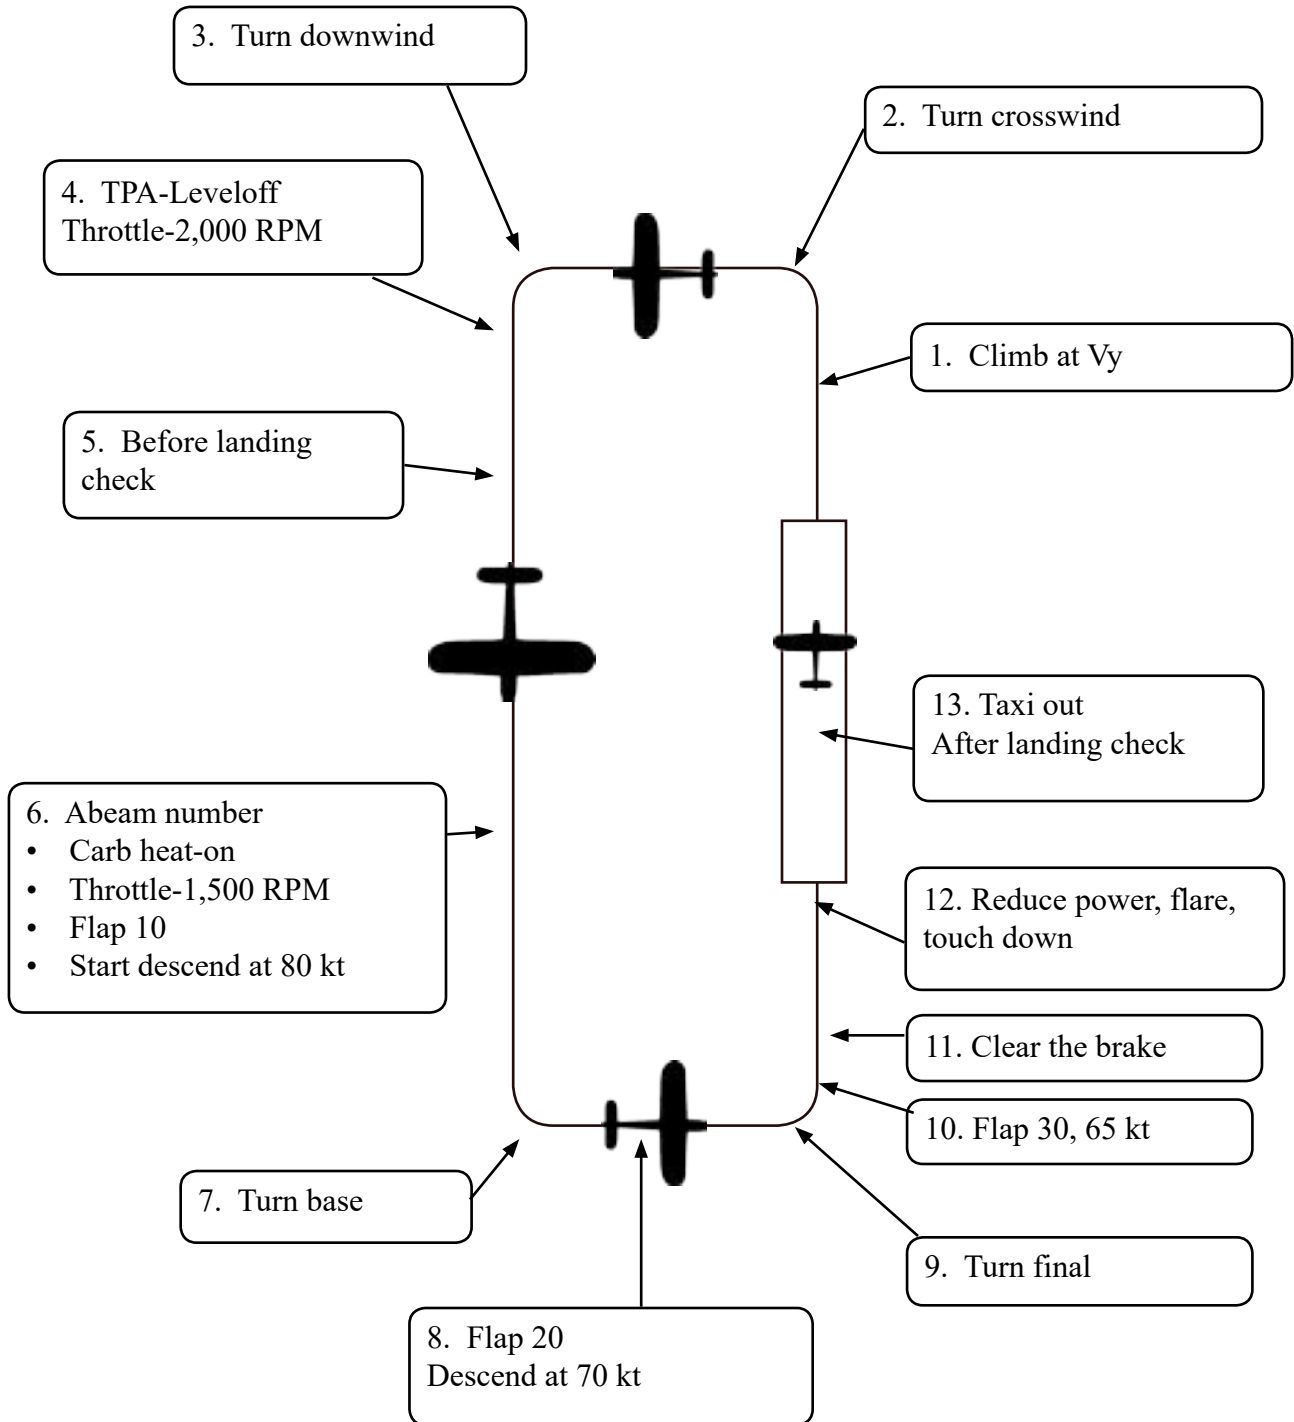 3. Turn downwind
2. Turn crosswind
4. TPA-Leveloff
Throttle-2,000 RPM
1. Climb at Vy
5. Before landing
check
13. Taxi out
After landing check
6. Abeam number
• Carb heat-on
• Throttle-1,500 RPM
• Flap 10
• Start descend at 80 kt
12. Reduce power, flare,
touch down
11. Clear the brake
10. Flap 30, 65 kt
7. Turn base
9. Turn final
8. Flap 20
Descend at 70 kt